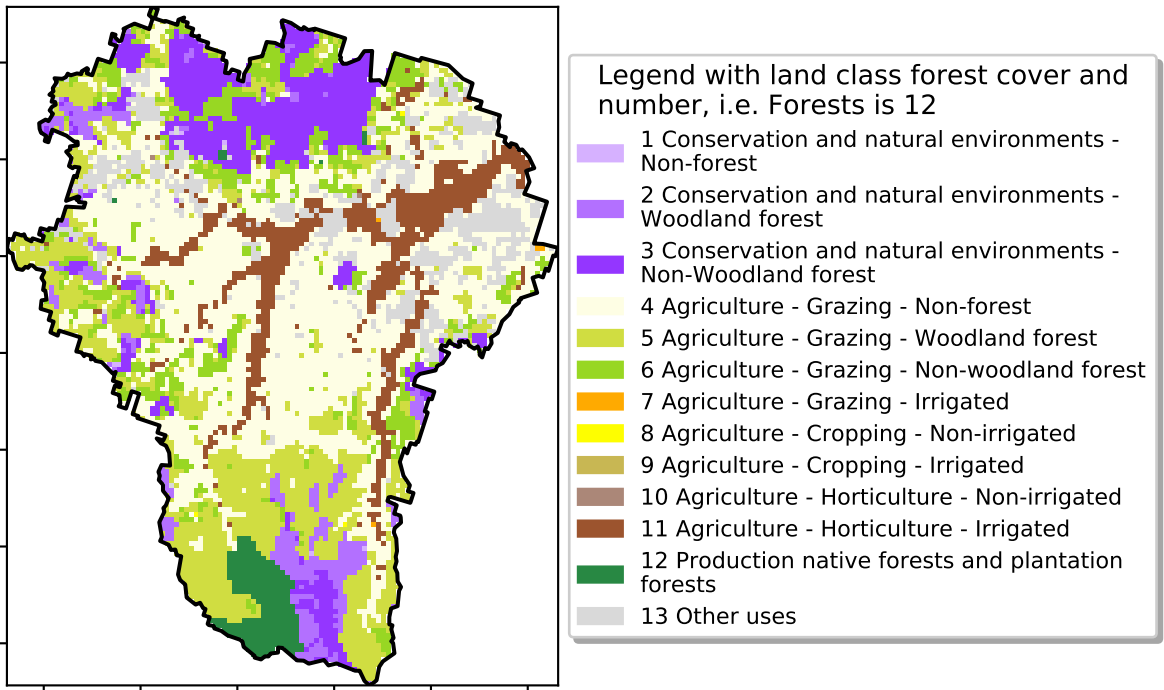 Legend with land class forest cover and
number, i.e. Forests is 12
1 Conservation and natural environments -
Non-forest
2 Conservation and natural environments -
Woodland forest
3 Conservation and natural environments -
Non-Woodland forest
4 Agriculture - Grazing - Non-forest
5 Agriculture - Grazing - Woodland forest
6 Agriculture - Grazing - Non-woodland forest
7 Agriculture - Grazing - Irrigated
8 Agriculture - Cropping - Non-irrigated
9 Agriculture - Cropping - Irrigated
10 Agriculture - Horticulture - Non-irrigated
11 Agriculture - Horticulture - Irrigated
12 Production native forests and plantation
forests
13 Other uses